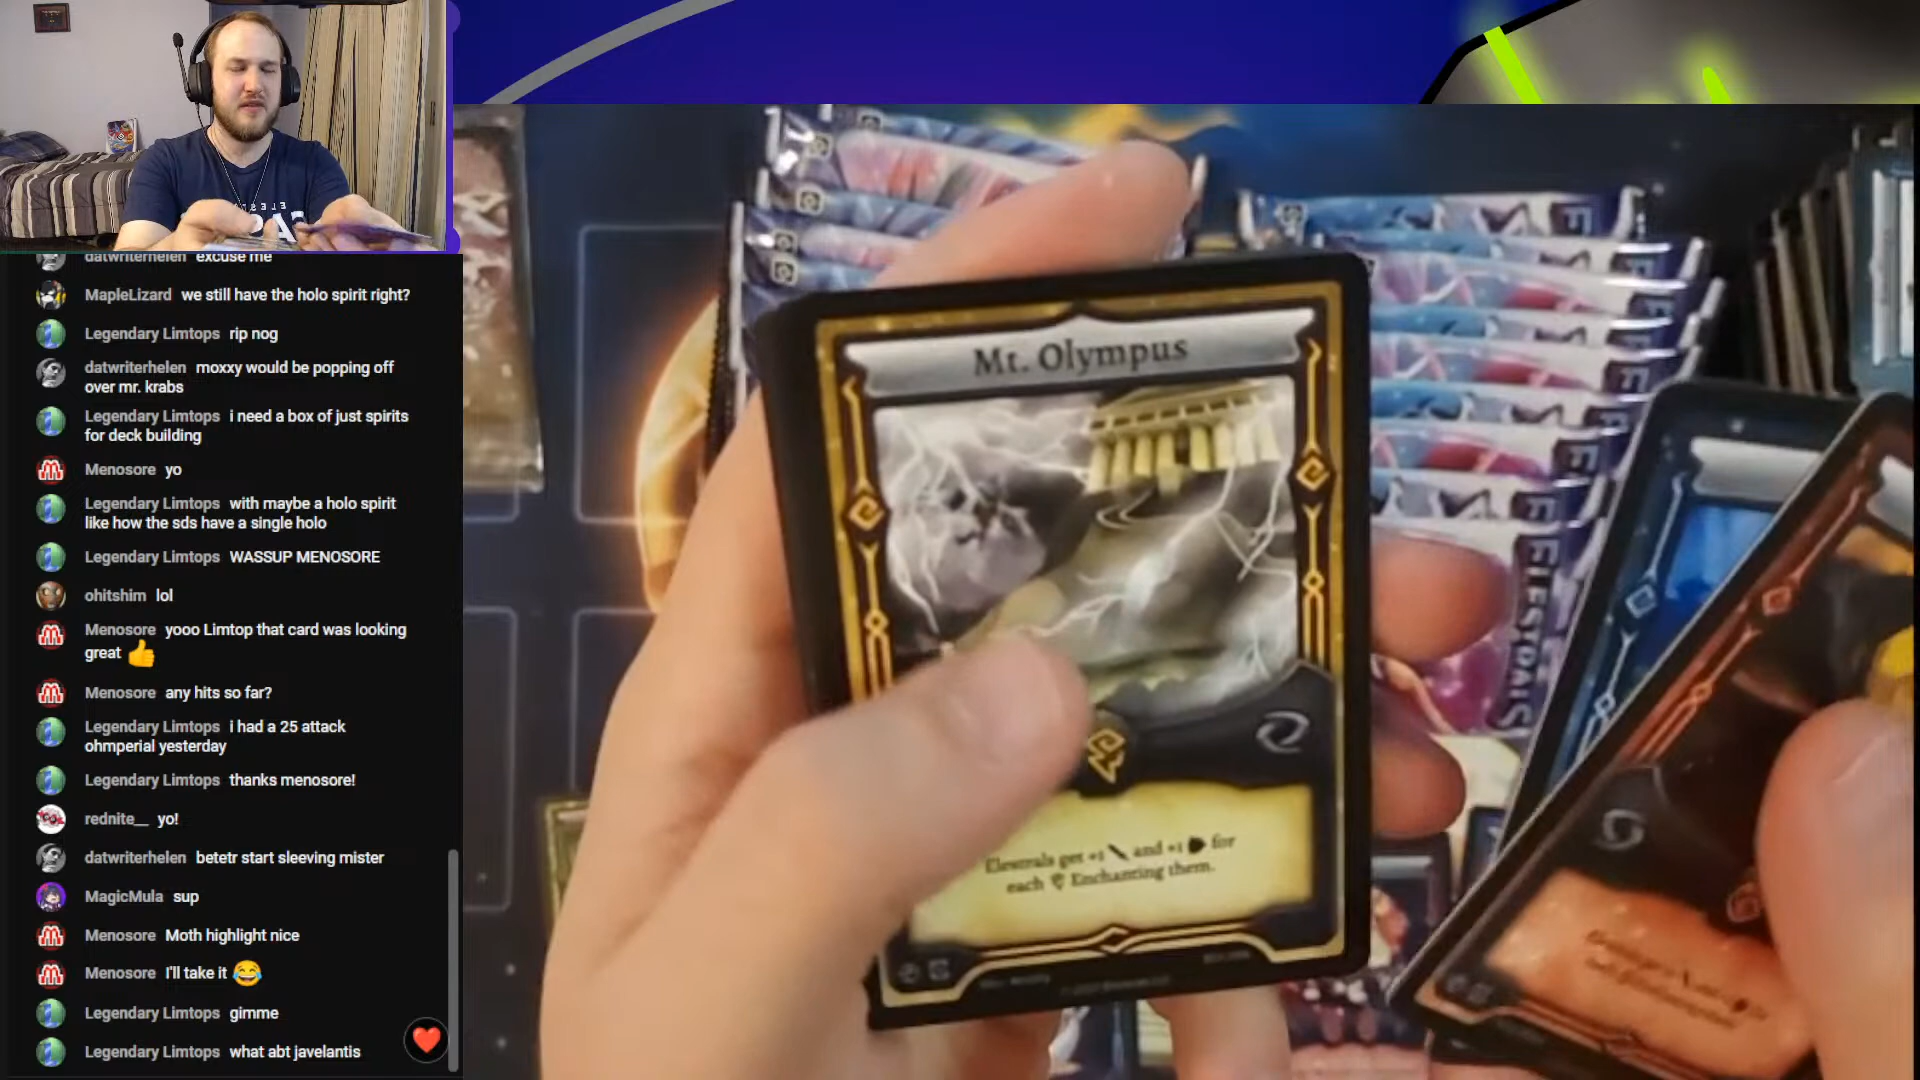 datwriterhelen excuse me
MapleLizard we still have the holo spirit right?
Legendary Limtops rip nog
datwriterhelen moxxy would be popping off
over mr. krabs
Legendary Limtops i need a box of just spirits
for deck building
Menosore yo
Legendary Limtops with maybe a holo spirit
like how the sds have a single holo
Legendary Limtops WASSUP MENOSORE
ohitshim lol
Menosore yooo Limtop that card was looking
great 👍
Menosore any hits so far?
Legendary Limtops i had a 25 attack
ohmperial yesterday
Legendary Limtops thanks menosore!
rednite__ yo!
datwriterhelen betetr start sleeving mister
MagicMula sup
Menosore Moth highlight nice
Menosore I'll take it 😂
Legendary Limtops gimme
Legendary Limtops what abt javelantis
Mt. Olympus
Elestrals get +1 and +1 for
each Enchanting them.